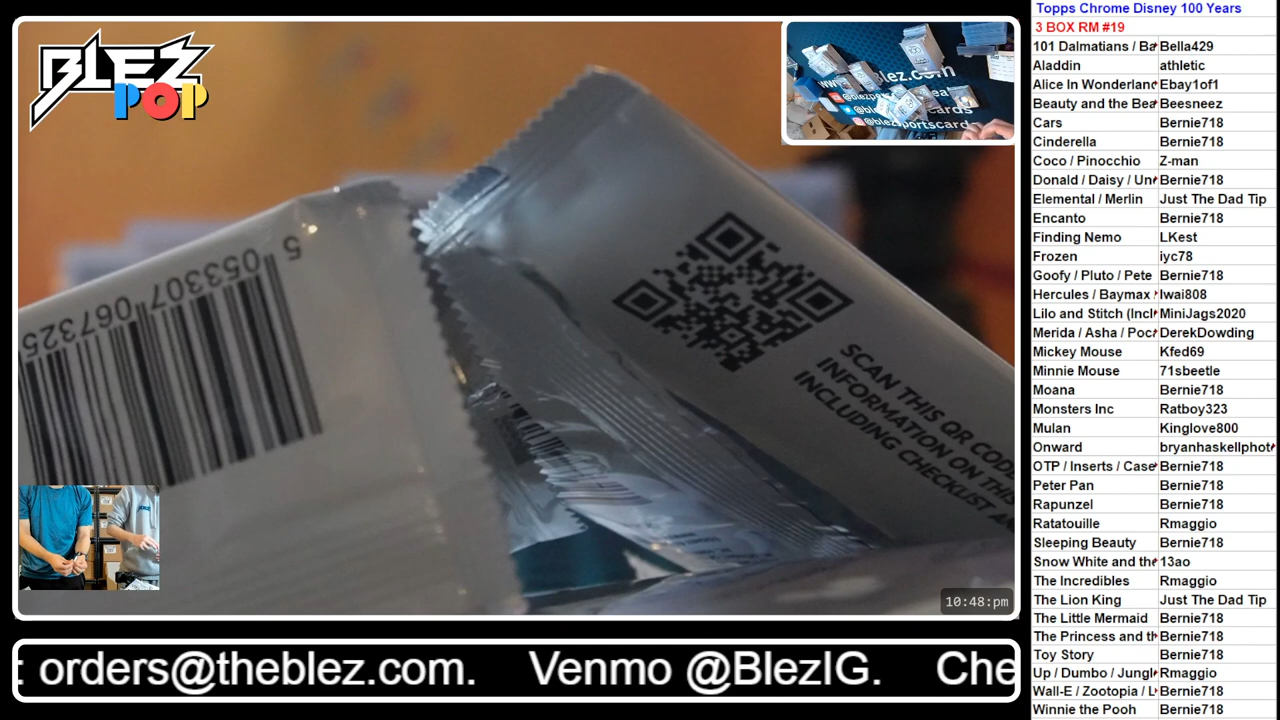 BLEZ
POP
5 053307 067325
SCAN THIS QR CODE
INFORMATION ON THIS
INCLUDING CHECKLIST
10:48:pm
: orders@theblez.com. Venmo @BlezIG. Che
Topps Chrome Disney 100 Years
3 BOX RM #19
101 Dalmatians / Ba Bella429
Aladdin athletic
Alice In Wonderland Ebay1of1
Beauty and the Bea Beesneez
Cars Bernie718
Cinderella Bernie718
Coco / Pinocchio Z-man
Donald / Daisy / Un Bernie718
Elemental / Merlin Just The Dad Tip
Encanto Bernie718
Finding Nemo LKest
Frozen iyc78
Goofy / Pluto / Pete Bernie718
Hercules / Baymax Iwai808
Lilo and Stitch (Incl MiniJags2020
Merida / Asha / Poc DerekDowding
Mickey Mouse Kfed69
Minnie Mouse 71sbeetle
Moana Bernie718
Monsters Inc Ratboy323
Mulan Kinglove800
Onward bryanhaskellphot
OTP / Inserts / Case Bernie718
Peter Pan Bernie718
Rapunzel Bernie718
Ratatouille Rmaggio
Sleeping Beauty Bernie718
Snow White and the 13ao
The Incredibles Rmaggio
The Lion King Just The Dad Tip
The Little Mermaid Bernie718
The Princess and th Bernie718
Toy Story Bernie718
Up / Dumbo / Jungl Rmaggio
Wall-E / Zootopia / L Bernie718
Winnie the Pooh Bernie718